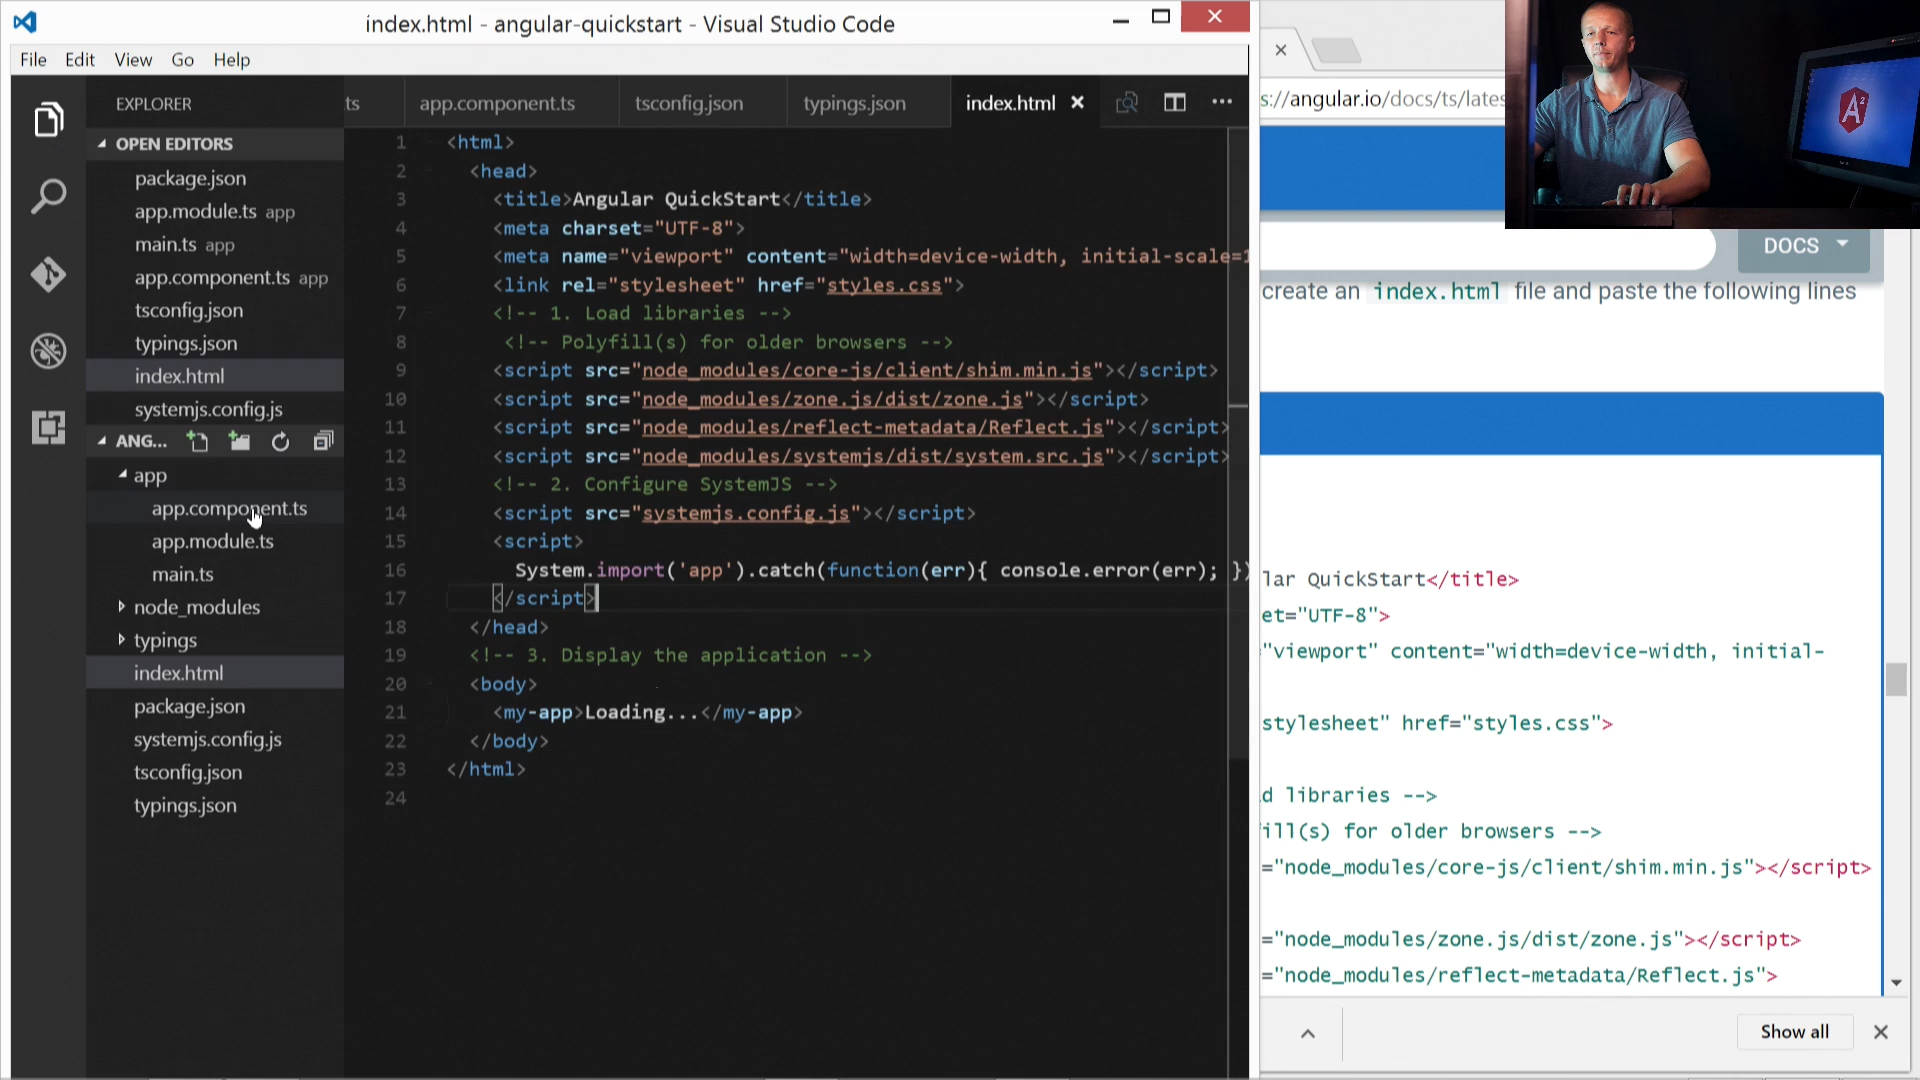 index.html - angular-quickstart - Visual Studio Code
File Edit View Go Help
EXPLORER
OPEN EDITORS
package.json
app.module.ts app
main.ts app
app.component.ts app
tsconfig.json
typings.json
index.html
systemjs.config.js
ANG...
app
app.component.ts
app.module.ts
main.ts
node_modules
typings
index.html
package.json
systemjs.config.js
tsconfig.json
typings.json
ts app.component.ts tsconfig.json typings.json index.html
1 <html>
2 <head>
3 <title>Angular QuickStart</title>
4 <meta charset="UTF-8">
5 <meta name="viewport" content="width=device-width, initial-scale=1
6 <link rel="stylesheet" href="styles.css">
7 <!-- 1. Load libraries -->
8 <!-- Polyfill(s) for older browsers -->
9 <script src="node_modules/core-js/client/shim.min.js"></script>
10 <script src="node_modules/zone.js/dist/zone.js"></script>
11 <script src="node_modules/reflect-metadata/Reflect.js"></script>
12 <script src="node_modules/systemjs/dist/system.src.js"></script>
13 <!-- 2. Configure SystemJS -->
14 <script src="systemjs.config.js"></script>
15 <script>
16 System.import('app').catch(function(err){ console.error(err); })
17 </script>
18 </head>
19 <!-- 3. Display the application -->
20 <body>
21 <my-app>Loading...</my-app>
22 </body>
23 </html>
24
s://angular.io/docs/ts/lates
A2
DOCS
create an index.html file and paste the following lines
lar QuickStart</title>
et="UTF-8">
"viewport" content="width=device-width, initial-
stylesheet" href="styles.css">
d libraries -->
ill(s) for older browsers -->
="node_modules/core-js/client/shim.min.js"></script>
="node_modules/zone.js/dist/zone.js"></script>
="node_modules/reflect-metadata/Reflect.js">
Show all